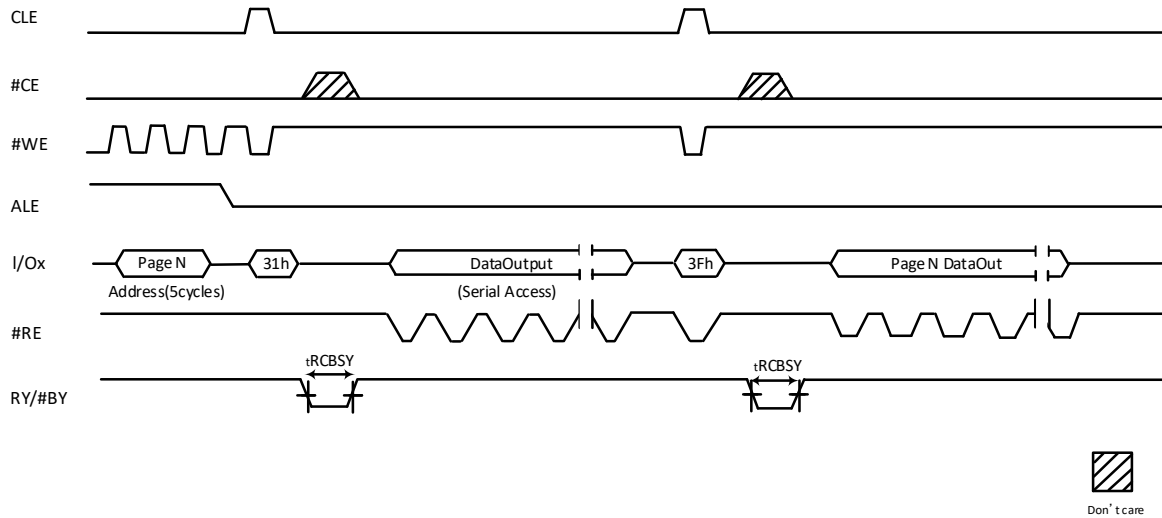 CLE
#CE
#WE
ALE
I/Ox
Page N
31h
DataOutput
3Fh
Page N DataOut
Address(5cycles)
(Serial Access)
#RE
tRCBSY
tRCBSY
RY/#BY
Don't care